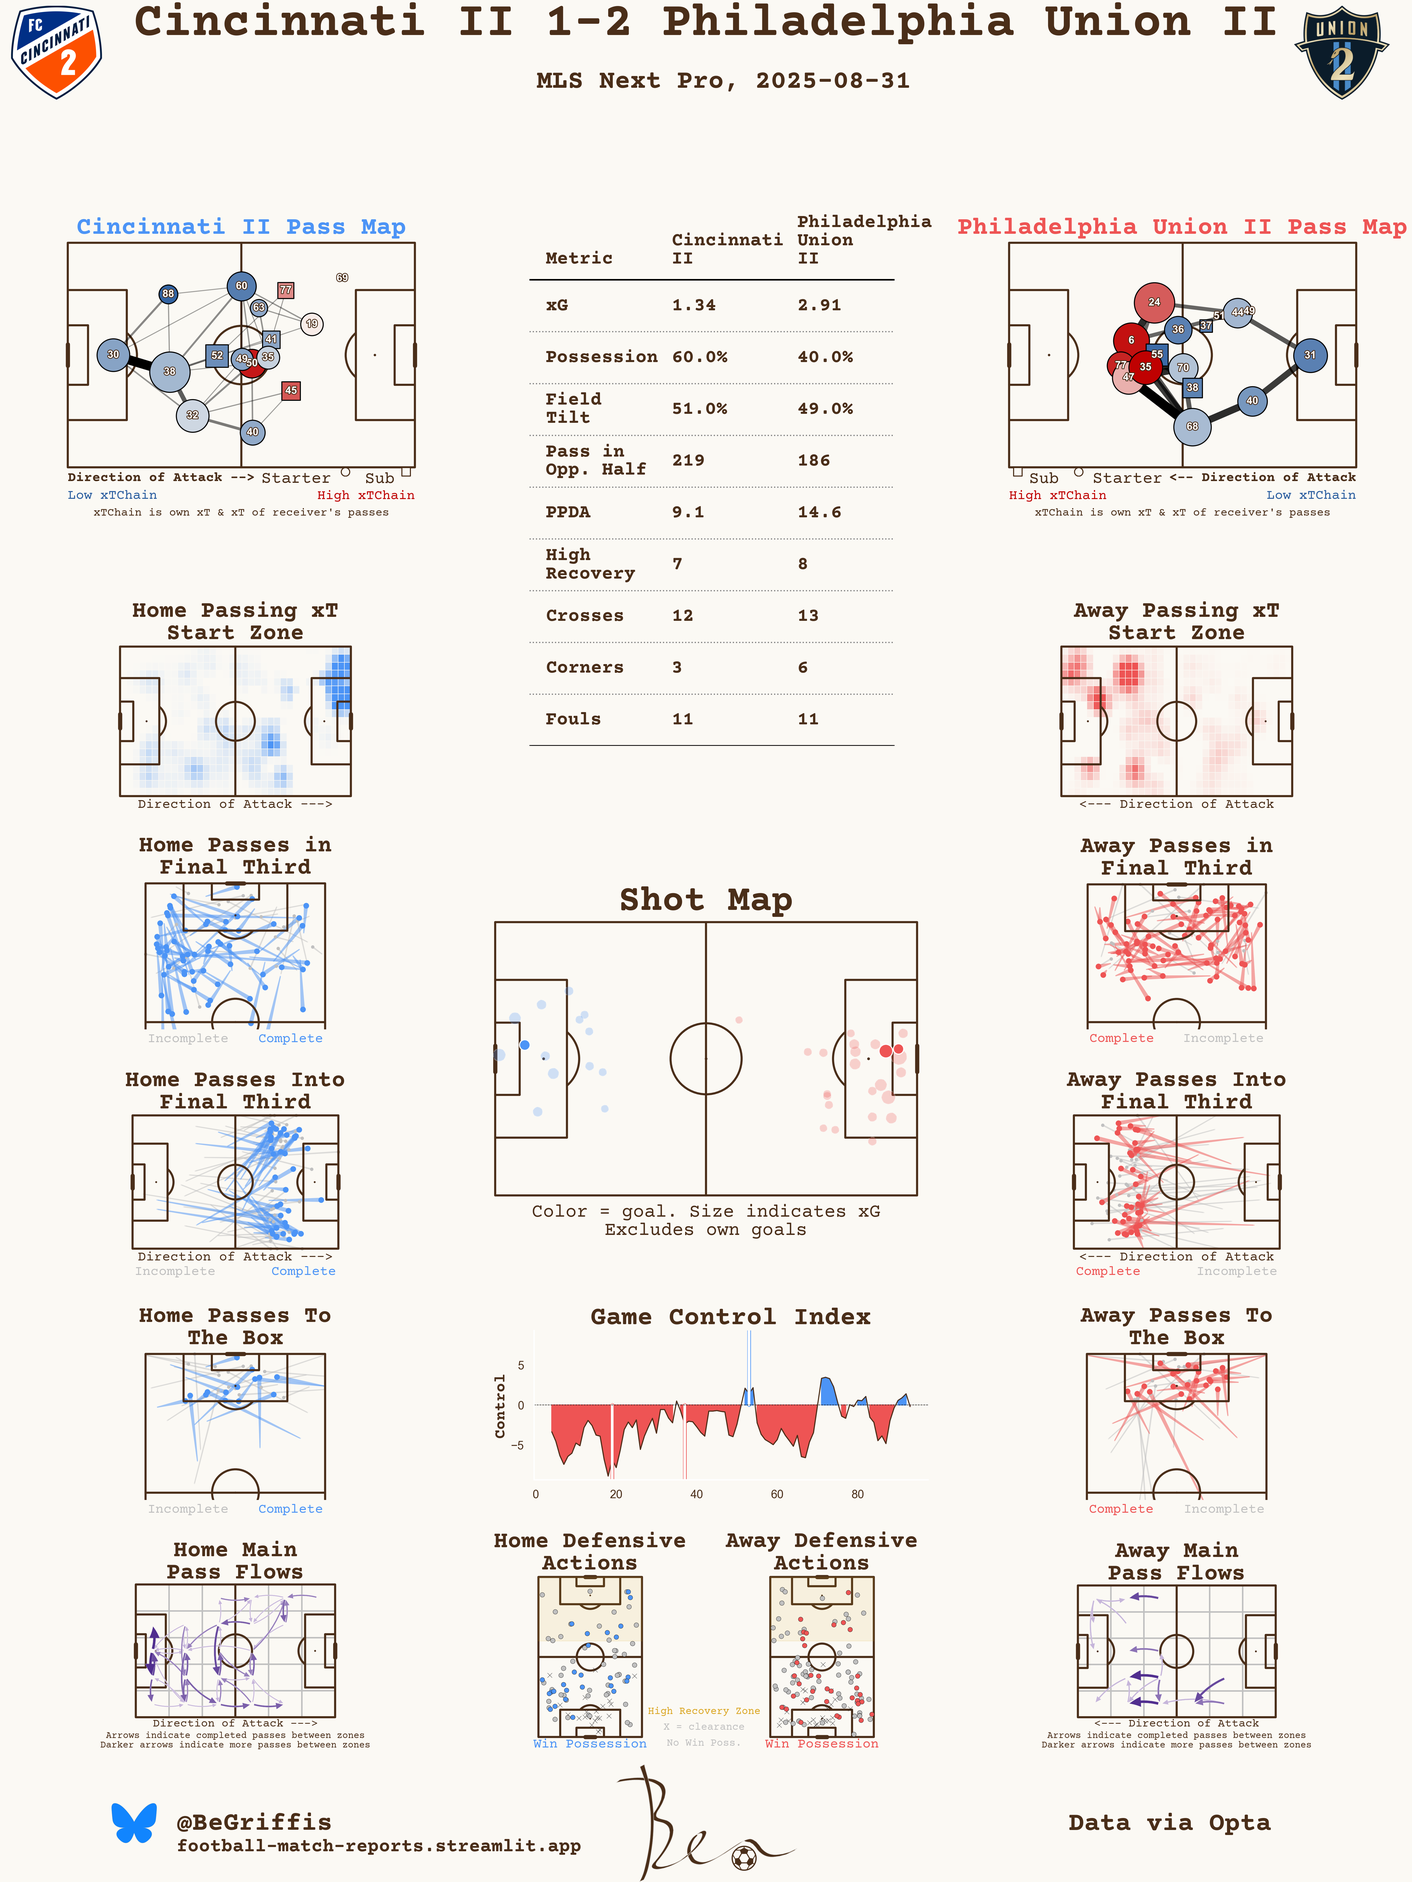 Cincinnati II 1-2 Philadelphia Union II
MLS Next Pro, 2025-08-31
FC
CINCINNATI
2
UNION
2
Cincinnati II Pass Map
88
60
77
69
63
19
41
30
38
52
49
50
35
45
32
40
Direction of Attack --> Starter Sub
Low xTChain High xTChain
xTChain is own xT & xT of receiver's passes
Metric Cincinnati II Philadelphia Union II
xG 1.34 2.91
Possession 60.0% 40.0%
Field Tilt 51.0% 49.0%
Pass in Opp. Half 219 186
PPDA 9.1 14.6
High Recovery 7 8
Crosses 12 13
Corners 3 6
Fouls 11 11
Philadelphia Union II Pass Map
24
44
49
51
36
37
6
55
31
77
35
47
70
38
40
68
Sub Starter <-- Direction of Attack
High xTChain Low xTChain
xTChain is own xT & xT of receiver's passes
Home Passing xT
Start Zone
Direction of Attack --->
Away Passing xT
Start Zone
<--- Direction of Attack
Home Passes in
Final Third
Incomplete Complete
Away Passes in
Final Third
Complete Incomplete
Shot Map
Color = goal. Size indicates xG
Excludes own goals
Home Passes Into
Final Third
Direction of Attack --->
Incomplete Complete
Away Passes Into
Final Third
<--- Direction of Attack
Complete Incomplete
Home Passes To
The Box
Incomplete Complete
Game Control Index
Control
5
0
−5
0 20 40 60 80
Away Passes To
The Box
Complete Incomplete
Home Main
Pass Flows
Direction of Attack --->
Arrows indicate completed passes between zones
Darker arrows indicate more passes between zones
Home Defensive
Actions
Win Possession
High Recovery Zone
X = clearance
No Win Poss.
Away Defensive
Actions
Win Possession
Away Main
Pass Flows
<--- Direction of Attack
Arrows indicate completed passes between zones
Darker arrows indicate more passes between zones
@BeGriffis
football-match-reports.streamlit.app
Ben
Data via Opta